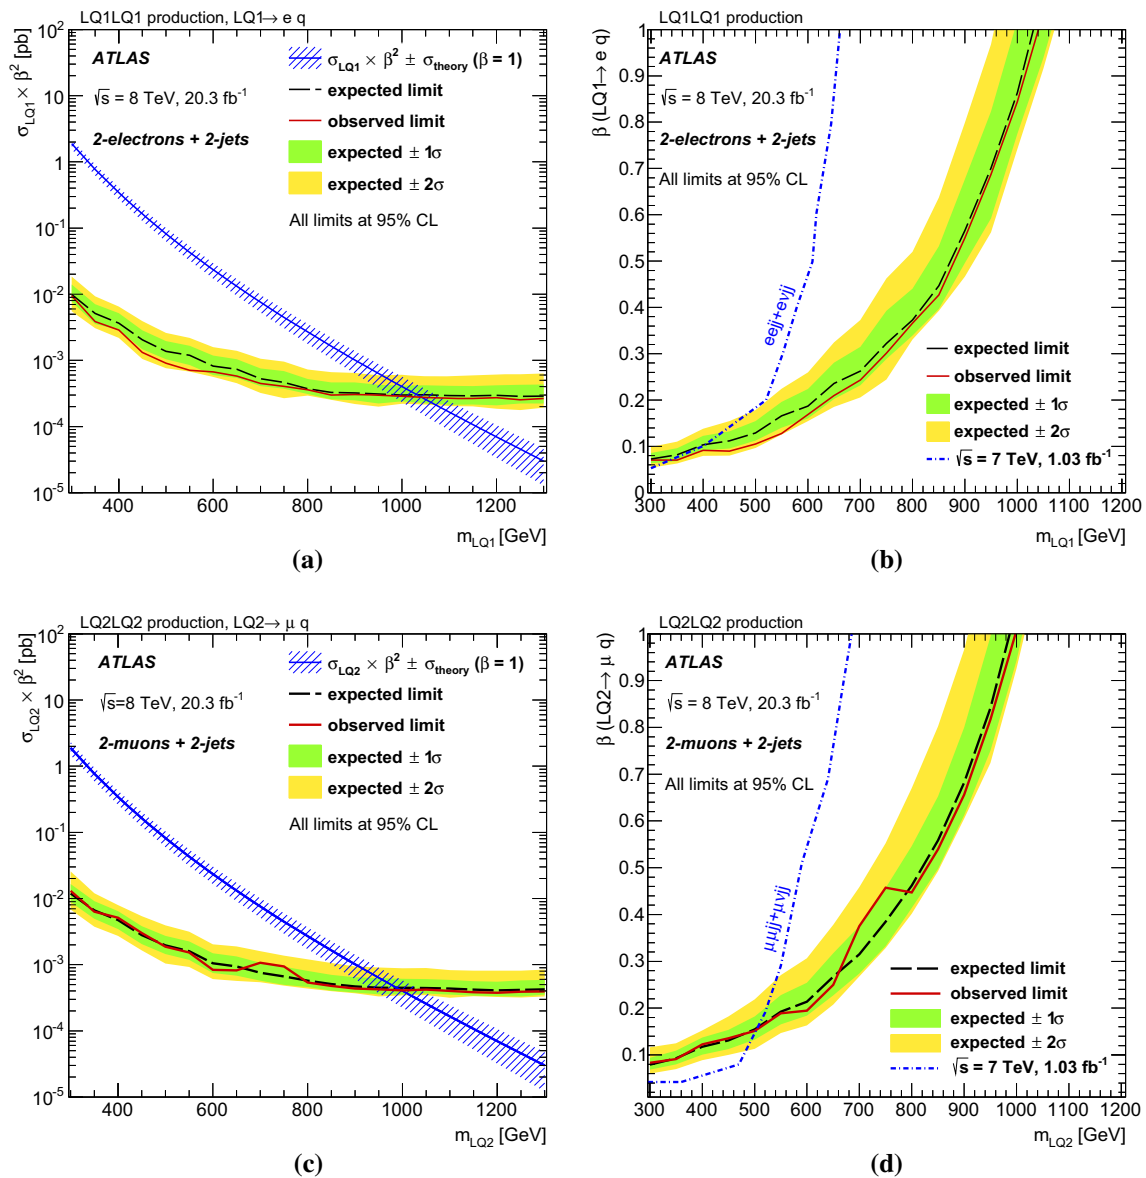 LQ1LQ1 production, LQ1→ e q
σ_LQ1 × β² [pb]
10²
10
1
10⁻¹
10⁻²
10⁻³
10⁻⁴
10⁻⁵
ATLAS
√s = 8 TeV, 20.3 fb⁻¹
2-electrons + 2-jets
σ_LQ1 × β² ± σ_theory (β = 1)
expected limit
observed limit
expected ± 1σ
expected ± 2σ
All limits at 95% CL
400 600 800 1000 1200
m_LQ1 [GeV]
(a)
LQ1LQ1 production
β (LQ1→ e q)
1
0.9
0.8
0.7
0.6
0.5
0.4
0.3
0.2
0.1
0
ATLAS
√s = 8 TeV, 20.3 fb⁻¹
2-electrons + 2-jets
All limits at 95% CL
eejj+eνjj
expected limit
observed limit
expected ± 1σ
expected ± 2σ
√s = 7 TeV, 1.03 fb⁻¹
300 400 500 600 700 800 900 1000 1100 1200
m_LQ1 [GeV]
(b)
LQ2LQ2 production, LQ2→ μ q
σ_LQ2 × β² [pb]
10²
10
1
10⁻¹
10⁻²
10⁻³
10⁻⁴
10⁻⁵
ATLAS
√s=8 TeV, 20.3 fb⁻¹
2-muons + 2-jets
σ_LQ2 × β² ± σ_theory (β = 1)
expected limit
observed limit
expected ± 1σ
expected ± 2σ
All limits at 95% CL
400 600 800 1000 1200
m_LQ2 [GeV]
(c)
LQ2LQ2 production
β (LQ2→ μ q)
1
0.9
0.8
0.7
0.6
0.5
0.4
0.3
0.2
0.1
ATLAS
√s = 8 TeV, 20.3 fb⁻¹
2-muons + 2-jets
All limits at 95% CL
μμjj+μνjj
expected limit
observed limit
expected ± 1σ
expected ± 2σ
√s = 7 TeV, 1.03 fb⁻¹
300 400 500 600 700 800 900 1000 1100 1200
m_LQ2 [GeV]
(d)